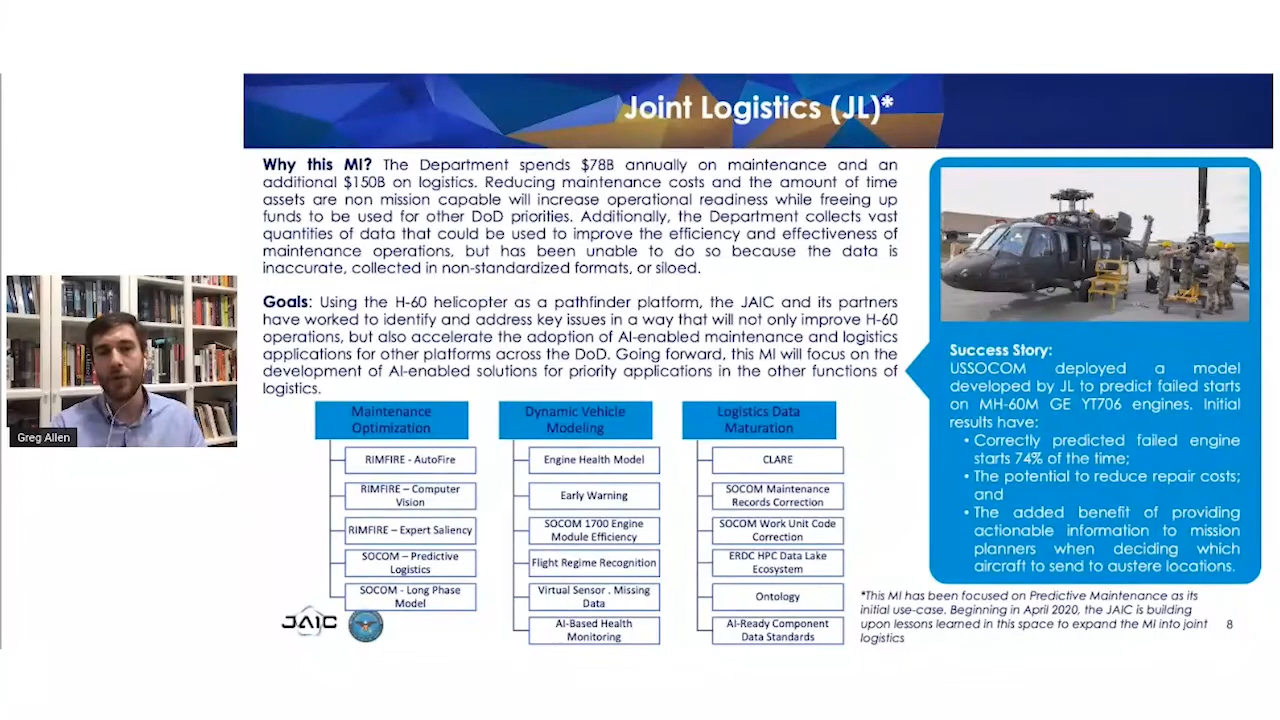 Joint Logistics (JL)*
Why this MI? The Department spends $78B annually on maintenance and an
additional $150B on logistics. Reducing maintenance costs and the amount of time
assets are non mission capable will increase operational readiness while freeing up
funds to be used for other DoD priorities. Additionally, the Department collects vast
quantities of data that could be used to improve the efficiency and effectiveness of
maintenance operations, but has been unable to do so because the data is
inaccurate, collected in non-standardized formats, or siloed.
Goals: Using the H-60 helicopter as a pathfinder platform, the JAIC and its partners
have worked to identify and address key issues in a way that will not only improve H-60
operations, but also accelerate the adoption of AI-enabled maintenance and logistics
applications for other platforms across the DoD. Going forward, this MI will focus on the
development of AI-enabled solutions for priority applications in the other functions of
logistics.
Maintenance
Optimization
RIMFIRE - AutoFire
RIMFIRE – Computer
Vision
RIMFIRE – Expert Saliency
SOCOM – Predictive
Logistics
SOCOM - Long Phase
Model
Dynamic Vehicle
Modeling
Engine Health Model
Early Warning
SOCOM 1700 Engine
Module Efficiency
Flight Regime Recognition
Virtual Sensor . Missing
Data
AI-Based Health
Monitoring
Logistics Data
Maturation
CLARE
SOCOM Maintenance
Records Correction
SOCOM Work Unit Code
Correction
ERDC HPC Data Lake
Ecosystem
Ontology
AI-Ready Component
Data Standards
Success Story:
USSOCOM deployed a model
developed by JL to predict failed starts
on MH-60M GE YT706 engines. Initial
results have:
• Correctly predicted failed engine
starts 74% of the time;
• The potential to reduce repair costs;
and
• The added benefit of providing
actionable information to mission
planners when deciding which
aircraft to send to austere locations.
*This MI has been focused on Predictive Maintenance as its
initial use-case. Beginning in April 2020, the JAIC is building
upon lessons learned in this space to expand the MI into joint
logistics
8
JAIC
Greg Allen